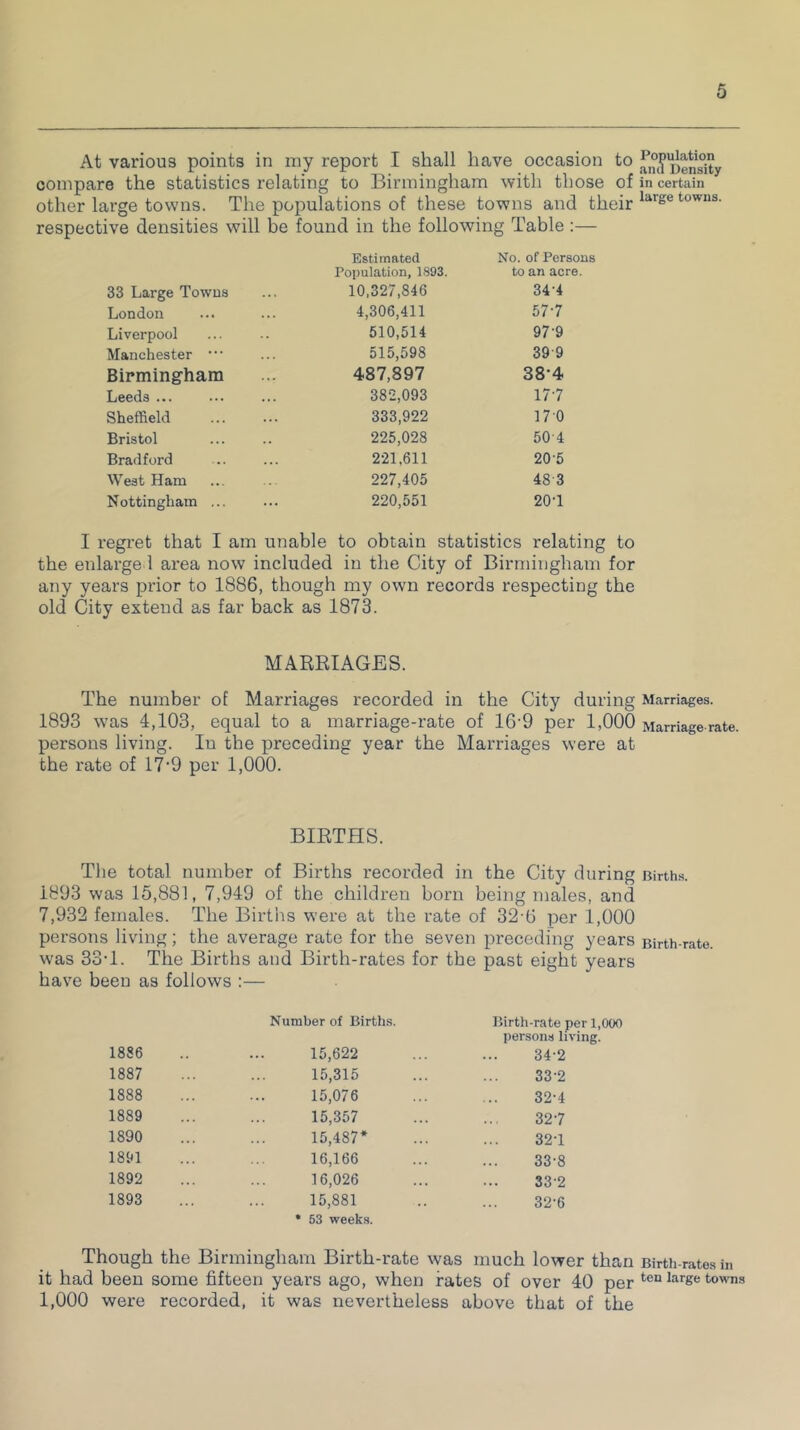 5
At various points in my report I shall have occasion to Population and Density
compare the statistics relating to Birmingham with those of in certain
other large towns. The populations of these towns and their large towns.
respective densities will be found in the following Table :—
Estimated Population, 1893. No. of Persons to an acre.
33 Large Towns ... 10,327,846 34·4
London ... ... 4,306,411 57·7
Liverpool ... .. 510,514 97·9
Manchester ··· ... 515,598 39·9
Birmingham ... 487,897 38·4
Leeds ... ... ... 382,093 17·7
Sheffield ... ... 333,922 17·0
Bristol ... .. 225,028 50·4
Bradford .. ... 221,611 20·5
West Ham ... .. 227,405 48·3
Nottingham ... ... 220,551 20·1
I regret that I am unable to obtain statistics relating to
the enlarged area now included in the City of Birmingham for
any years prior to 1886, though my own records respecting the
old City extend as far back as 1873.
MARRIAGES.
The number of Marriages recorded in the City during Marriages.
1893 was 4,103, equal to a marriage-rate of 16·9 per 1,000 Marriage-rate.
persons living. In the preceding year the Marriages were at
the rate of 17·9 per 1,000.
BIRTHS.
The total number of Births recorded in the City during Births.
1893 was 15,881, 7,949 of the children born being males, and
7,932 females. The Births were at the rate of 32·6 per 1,000
persons living; the average rate for the seven preceding years Birth-rate.
was 33·1. The Births and Birth-rates for the past eight years
have been as follows :—
Number of Births. Birth-rate per 1,000 persons living.
1886 .. ... 15,622 ... ... 34·2
1887 ... ... 15,315 ... ... 33·2
1888 ... ... 15,076 ... ... 32·4
1889 ... ... 15,357 ... ... 32·7
1890 ... ... 15,487* ... ... 32·1
1891 ... ... 16,166 ... ... 33·8
1892 ... ... 16,026 ... ... 33·2
1893 ... ... 15,881 .. ... 32·6
* 53 weeks.
Though the Birmingham Birth-rate was much lower than Birth-rates in
it had been some fifteen years ago, when rates of over 40 per ten large towns
1,000 were recorded, it was nevertheless above that of the